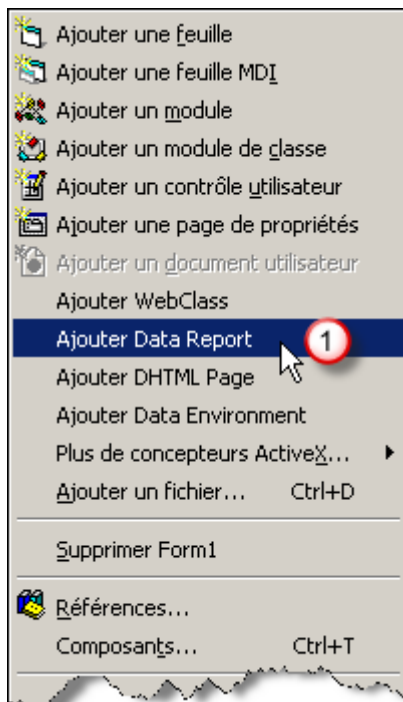 Ajouter une feuille
Ajouter une feuille MDI
Ajouter un module
Ajouter un module de classe
Ajouter un contrôle utilisateur
Ajouter une page de propriétés
Ajouter un document utilisateur
Ajouter WebClass
Ajouter Data Report 1
Ajouter DHTML Page
Ajouter Data Environment
Plus de concepteurs ActiveX...
Ajouter un fichier... Ctrl+D
Supprimer Form1
Références...
Composants... Ctrl+T